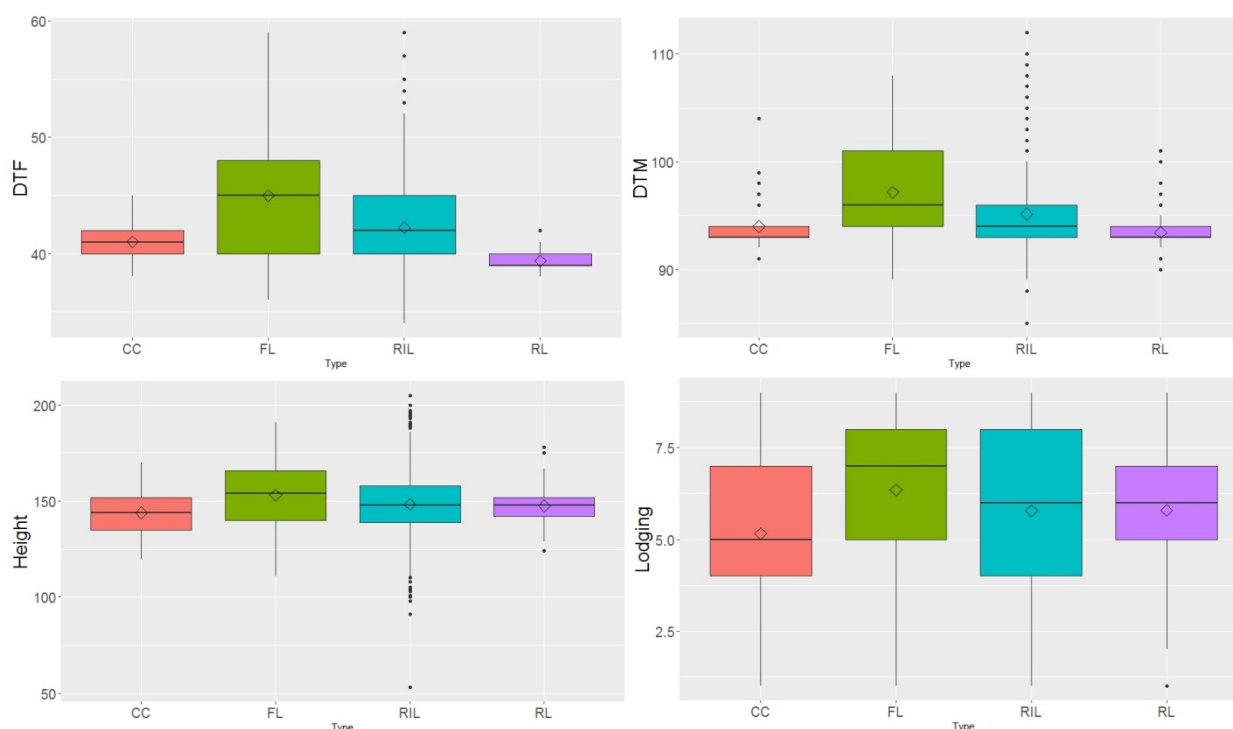 DTF
60
50
40
CC FL RIL RL
Type
DTM
110
100
90
CC FL RIL RL
Type
Height
200
150
100
50
CC FL RIL RL
Type
Lodging
7.5
5.0
2.5
CC FL RIL RL
Type